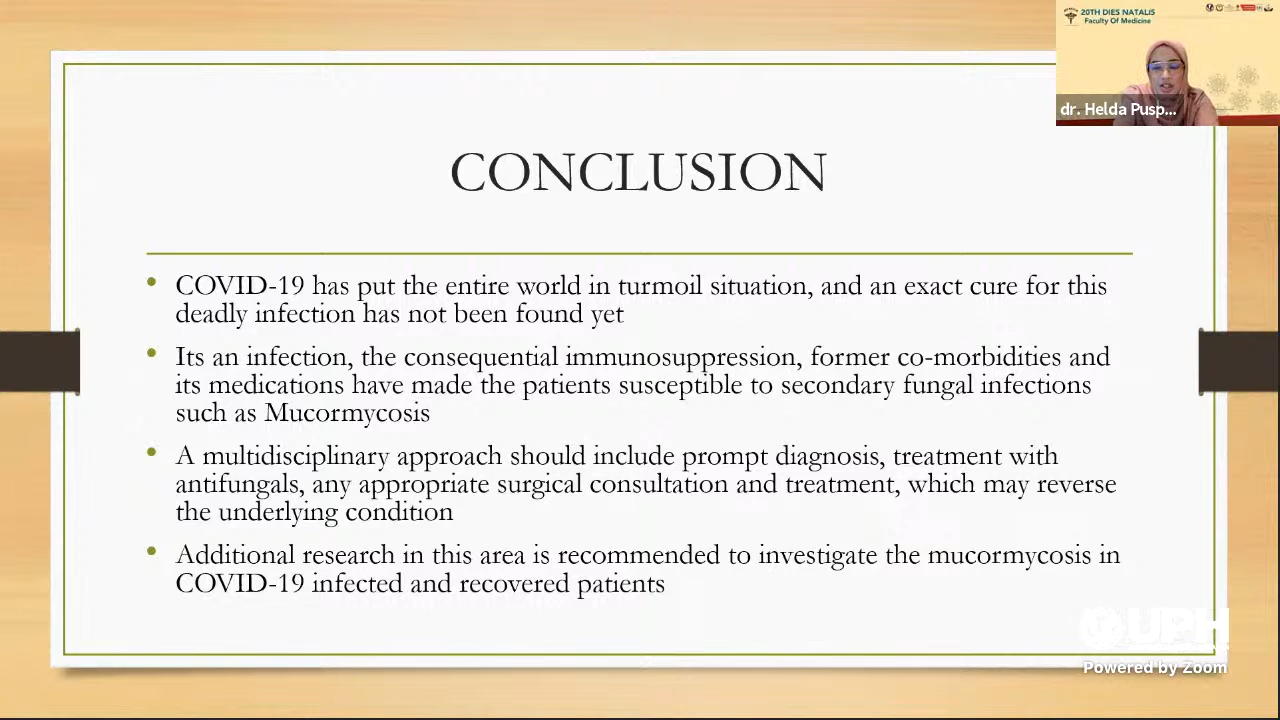 20TH DIES NATALIS
Faculty Of Medicine
dr. Helda Pusp...
CONCLUSION
• COVID-19 has put the entire world in turmoil situation, and an exact cure for this
deadly infection has not been found yet
• Its an infection, the consequential immunosuppression, former co-morbidities and
its medications have made the patients susceptible to secondary fungal infections
such as Mucormycosis
• A multidisciplinary approach should include prompt diagnosis, treatment with
antifungals, any appropriate surgical consultation and treatment, which may reverse
the underlying condition
• Additional research in this area is recommended to investigate the mucormycosis in
COVID-19 infected and recovered patients
UPH
Powered by Zoom